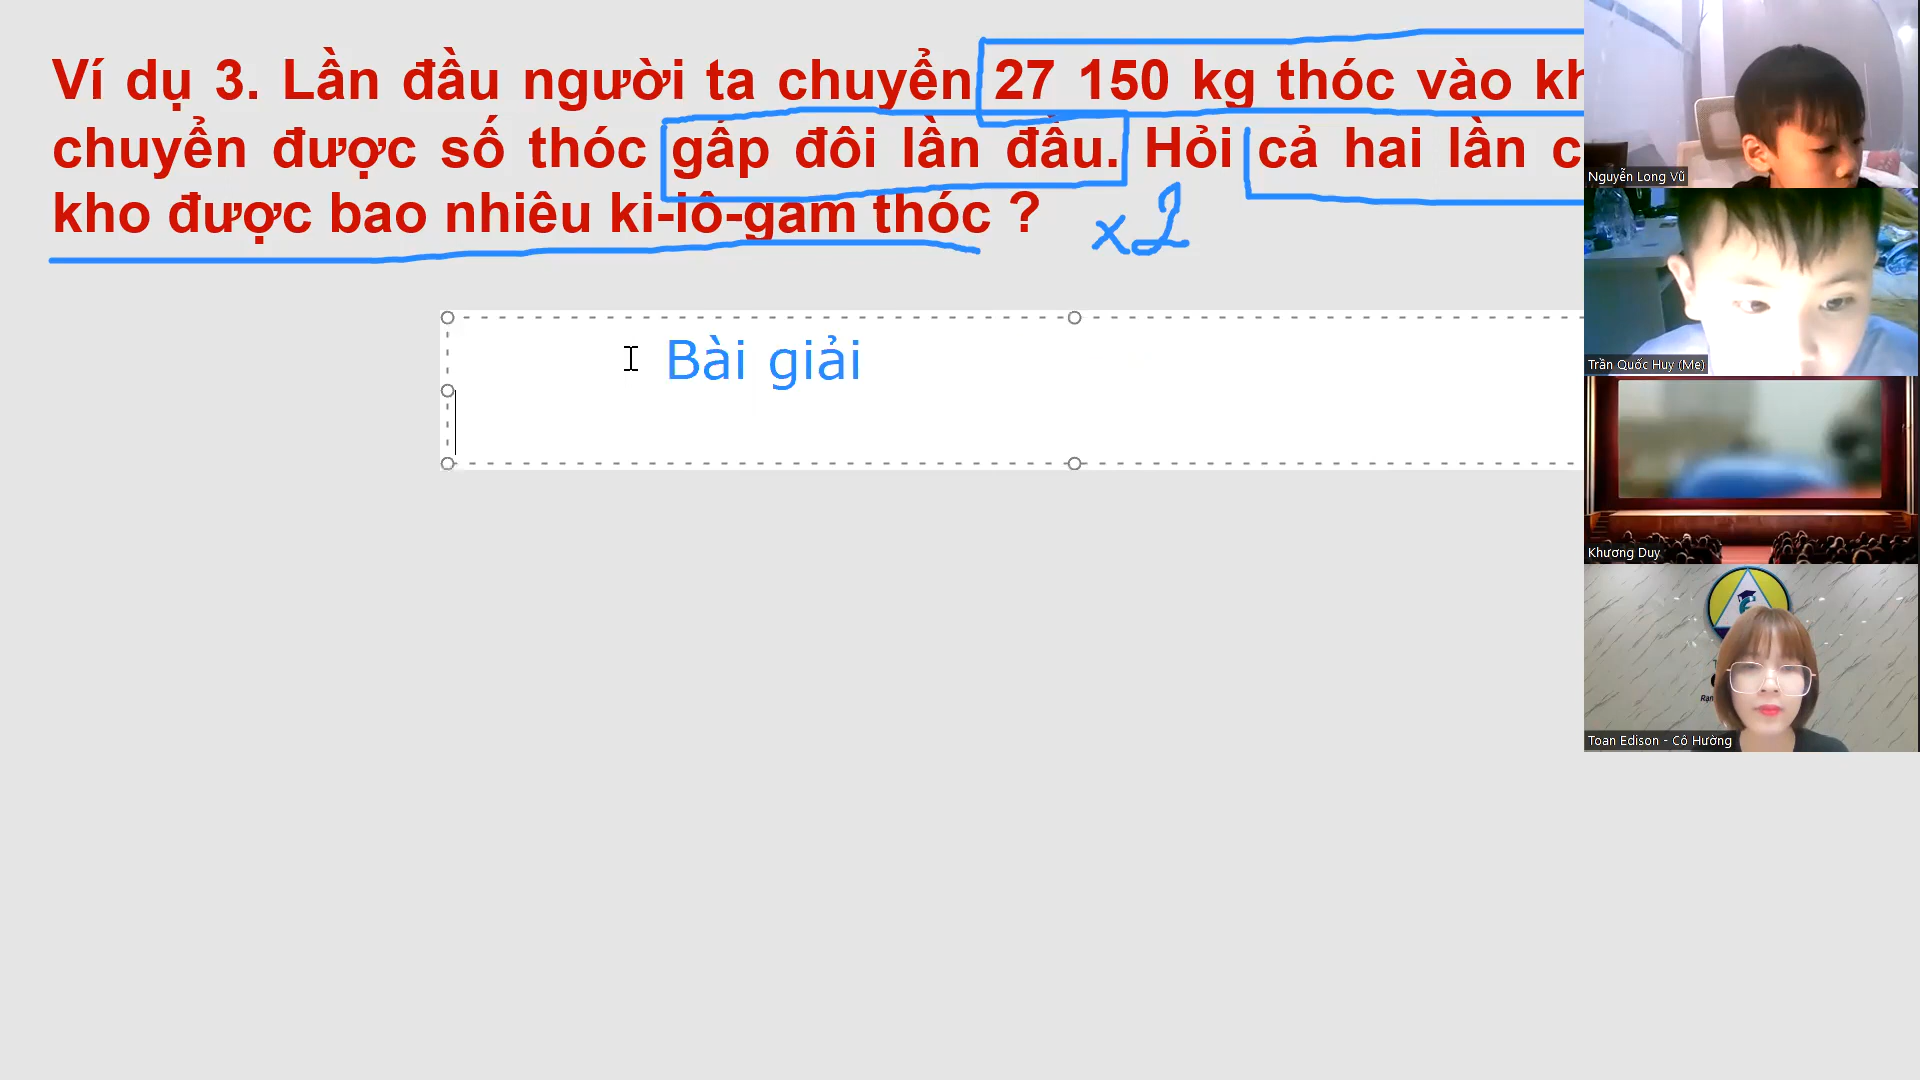 Ví dụ 3. Lần đầu người ta chuyển 27 150 kg thóc vào
chuyển được số thóc gấp đôi lần đầu. Hỏi cả hai lần
kho được bao nhiêu ki-lô-gam thóc ?
x2
Bài giải
Nguyễn Long Vũ
Trần Quốc Huy (Me)
Khương Duy
Toan Edison - Cô Hường